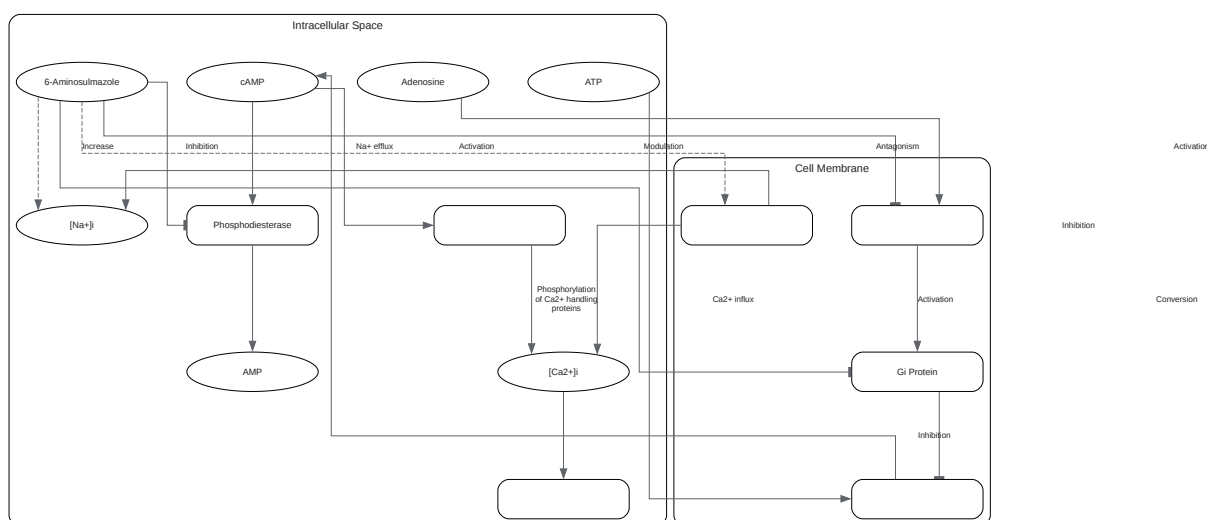 Intracellular Space
6-Aminosulmazole
cAMP
Adenosine
ATP
Increase
Inhibition
Na+ efflux
Activation
Modulation
Antagonism
Activation
Cell Membrane
[Na+]i
Phosphodiesterase
Inhibition
Phosphorylation
of Ca2+ handling
proteins
Ca2+ influx
Activation
Conversion
AMP
[Ca2+]i
Gi Protein
Inhibition